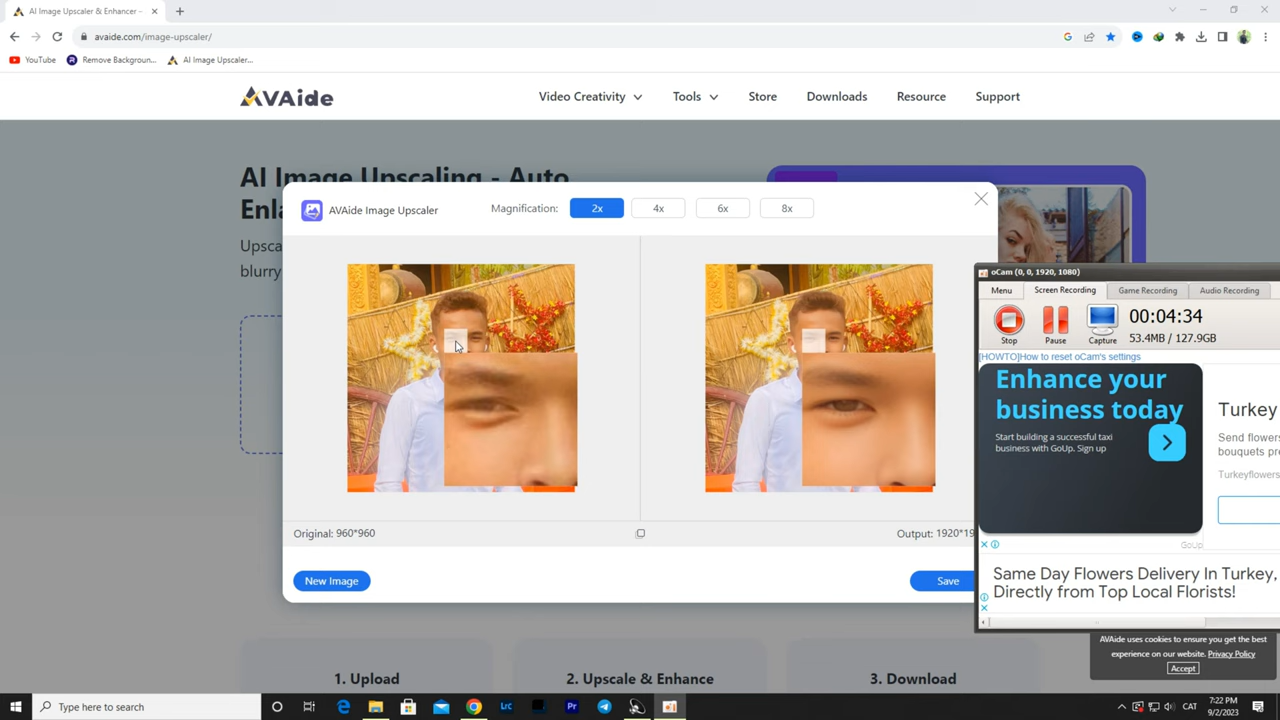 AI Image Upscaler & Enhancer -
avaide.com/image-upscaler/
YouTube
Remove Backgroun...
AI Image Upscaler...
AVAide
Video Creativity
Tools
Store
Downloads
Resource
Support
AI Image Upscaling - Auto
Upsca
blurry
AVAide Image Upscaler
Magnification:
2x
4x
6x
8x
Original: 960*960
Output: 1920*19
New Image
Save
oCam (0, 0, 1920, 1080)
Menu
Screen Recording
Game Recording
Audio Recording
Stop
Pause
Capture
00:04:34
53.4MB / 127.9GB
[HOWTO]How to reset oCam's settings
Enhance your
business today
Start building a successful taxi
business with GoUp. Sign up
GoUp
Turkey
Send flowers
bouquets pre
Turkeyflowers
Same Day Flowers Delivery In Turkey,
Directly from Top Local Florists!
AVAide uses cookies to ensure you get the best
experience on our website. Privacy Policy
Accept
1. Upload
2. Upscale & Enhance
3. Download
Type here to search
LrC
Pr
CAT
7:22 PM
9/2/2023